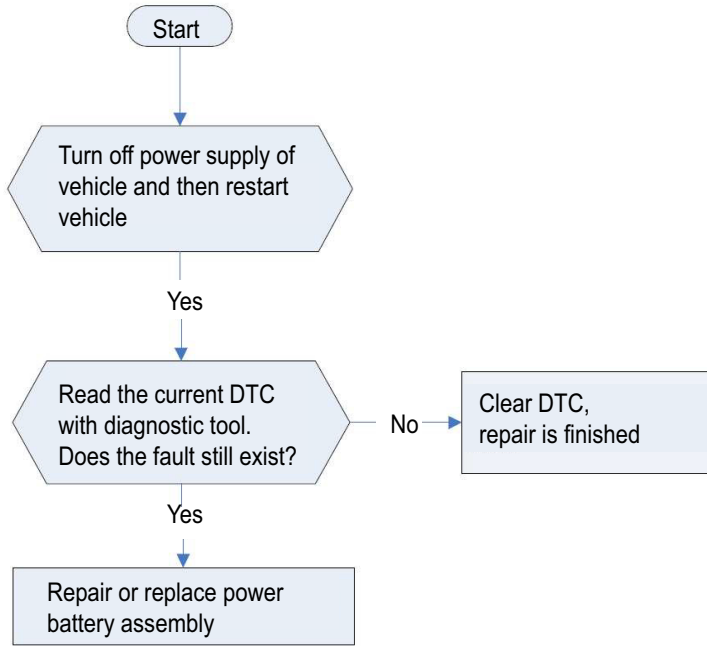 Start
Turn off power supply of
vehicle and then restart
vehicle
Yes
Read the current DTC
with diagnostic tool.
Does the fault still exist?
No
Clear DTC,
repair is finished
Yes
Repair or replace power
battery assembly